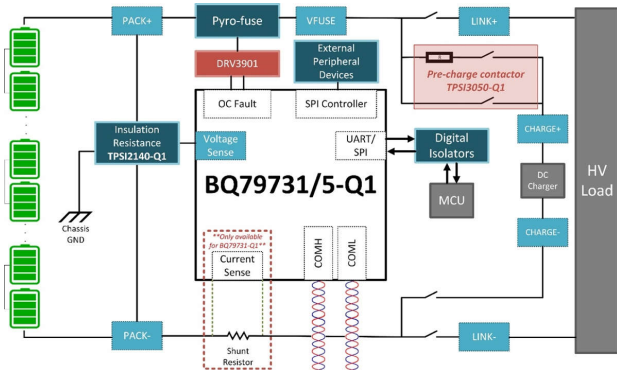 PACK+
Pyro-fuse
VFUSE
LINK+
DRV3901
External
Peripheral
Devices
Pre-charge contactor
TPSI3050-Q1
OC Fault
SPI Controller
Insulation
Resistance
TPSI2140-Q1
Voltage
Sense
UART/
SPI
Digital
Isolators
CHARGE+
HV
Load
BQ79731/5-Q1
MCU
DC
Charger
Chassis
GND
**Only available
for BQ79731-Q1**
Current
Sense
COMH
COML
CHARGE-
PACK-
Shunt
Resistor
LINK-